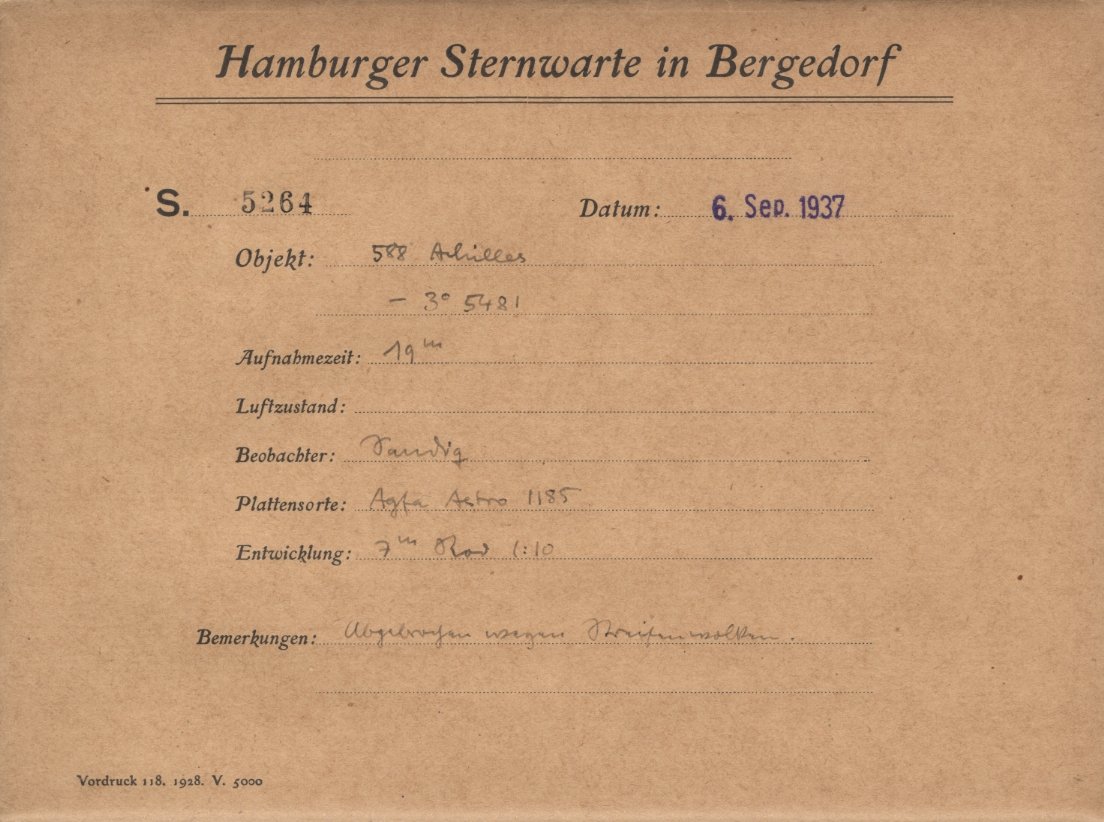 Hamburger Sternwarte in Bergedorf
S. 5264 Datum: 6. Sep. 1937
Objekt: 588 Achilles
– 3° 5481
Aufnahmezeit: 19ᵐ
Luftzustand:
Beobachter: Sandig
Plattensorte: Agfa Astro 1185
Entwicklung: 7ᵐ Rod 1:10
Bemerkungen: Abgebrochen wegen Streifenwolken.
Vordruck 118. 1928. V. 5000